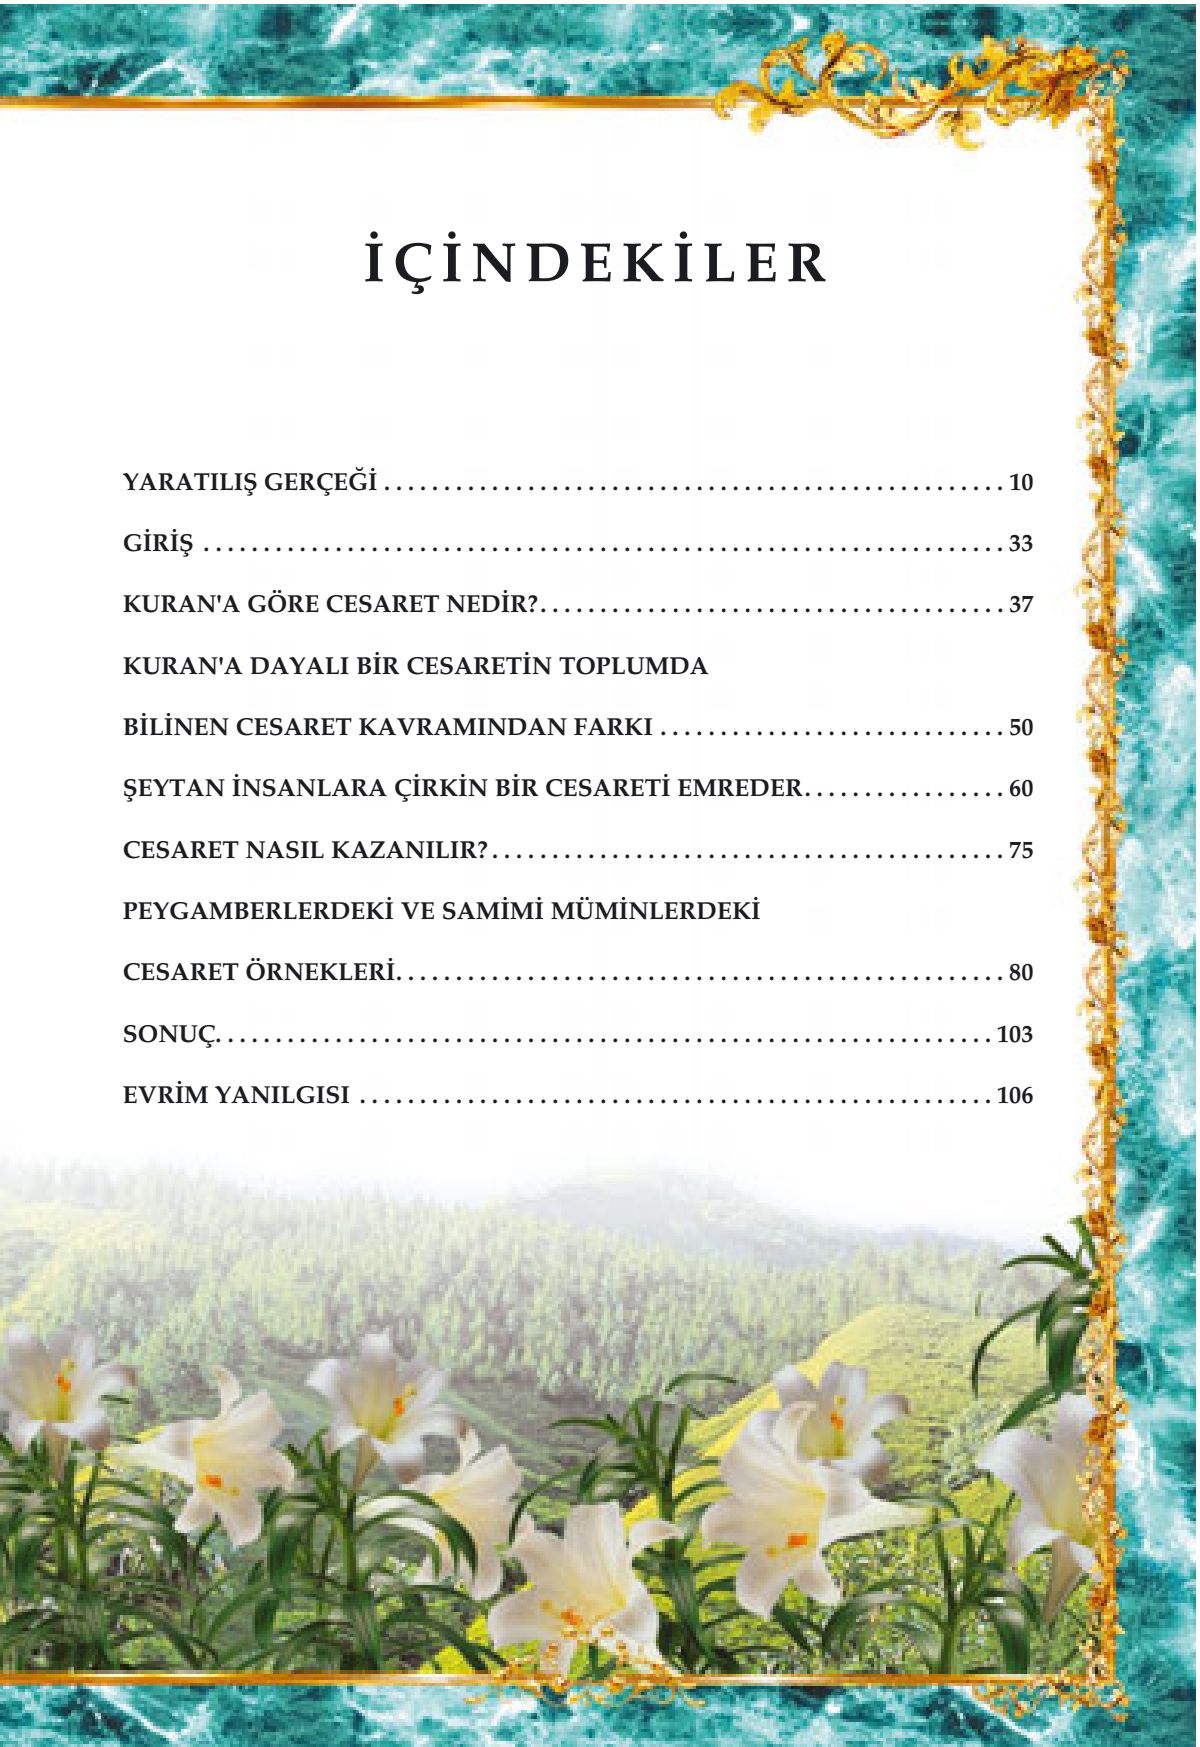 İÇİNDEKİLER
YARATILIŞ GERÇEĞİ . . . . . . . . . . . . . . . . . . . . . . . . . . . . . . . . . . . . . . . . . . . . . . . . . . . . 10
GİRİŞ . . . . . . . . . . . . . . . . . . . . . . . . . . . . . . . . . . . . . . . . . . . . . . . . . . . . . . . . . . . . . . . . . . . 33
KURAN'A GÖRE CESARET NEDİR? . . . . . . . . . . . . . . . . . . . . . . . . . . . . . . . . . . . . . . . 37
KURAN'A DAYALI BİR CESARETİN TOPLUMDA
BİLİNEN CESARET KAVRAMINDAN FARKI . . . . . . . . . . . . . . . . . . . . . . . . . . . . . 50
ŞEYTAN İNSANLARA ÇİRKİN BİR CESARETİ EMREDER . . . . . . . . . . . . . . . . . 60
CESARET NASIL KAZANILIR? . . . . . . . . . . . . . . . . . . . . . . . . . . . . . . . . . . . . . . . . . . . 75
PEYGAMBERLERDEKİ VE SAMİMİ MÜMİNLERDEKİ
CESARET ÖRNEKLERİ . . . . . . . . . . . . . . . . . . . . . . . . . . . . . . . . . . . . . . . . . . . . . . . . . . . 80
SONUÇ . . . . . . . . . . . . . . . . . . . . . . . . . . . . . . . . . . . . . . . . . . . . . . . . . . . . . . . . . . . . . . . . . 103
EVRİM YANILGISI . . . . . . . . . . . . . . . . . . . . . . . . . . . . . . . . . . . . . . . . . . . . . . . . . . . . . 106